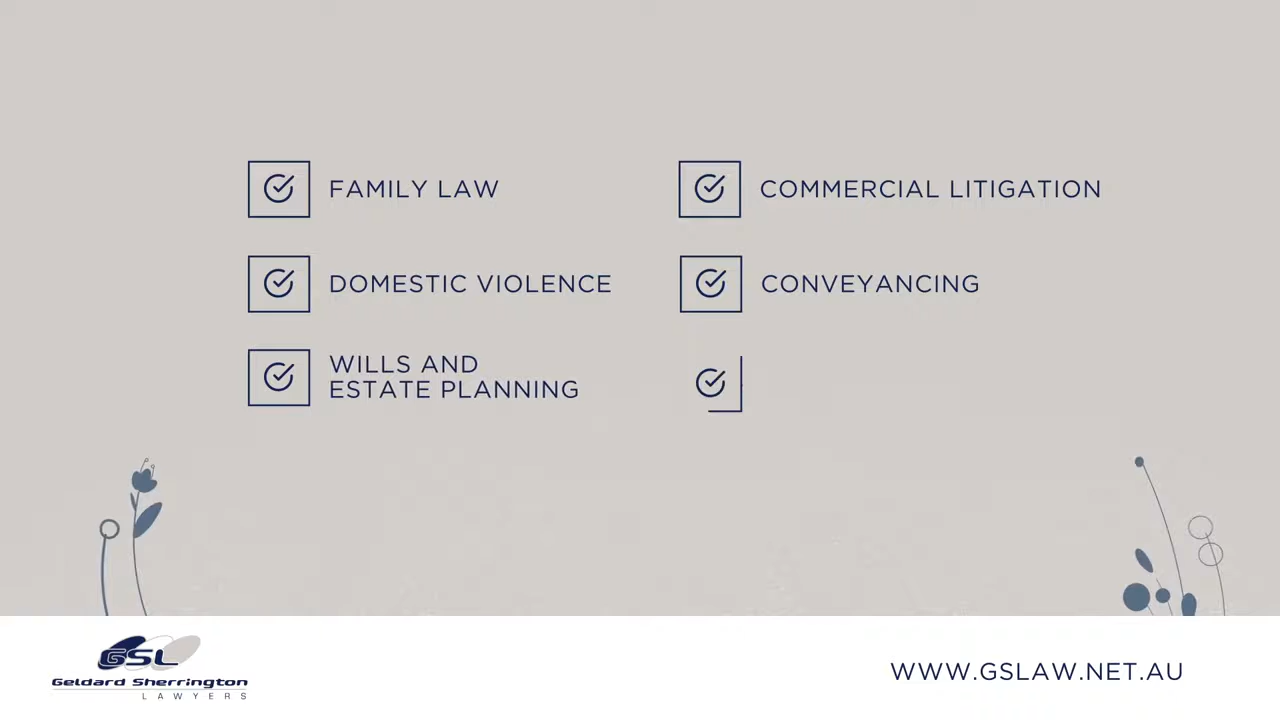 FAMILY LAW
DOMESTIC VIOLENCE
WILLS AND
ESTATE PLANNING
COMMERCIAL LITIGATION
CONVEYANCING
GSL
Geldard Sherrington
LAWYERS
WWW.GSLAW.NET.AU